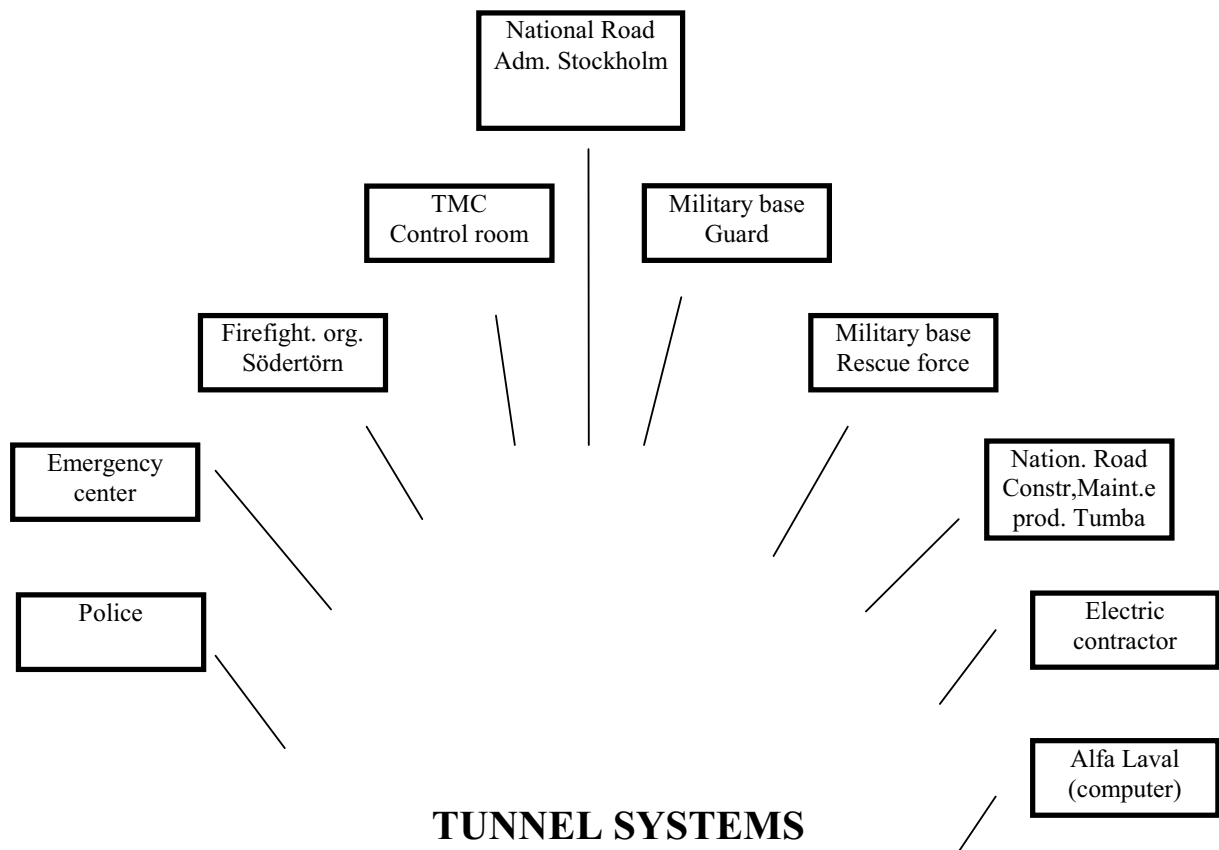 National Road
Adm. Stockholm
TMC
Control room
Military base
Guard
Firefight. org.
Södertörn
Military base
Rescue force
Emergency
center
Nation. Road
Constr,Maint.e
prod. Tumba
Police
Electric
contractor
Alfa Laval
(computer)
TUNNEL SYSTEMS